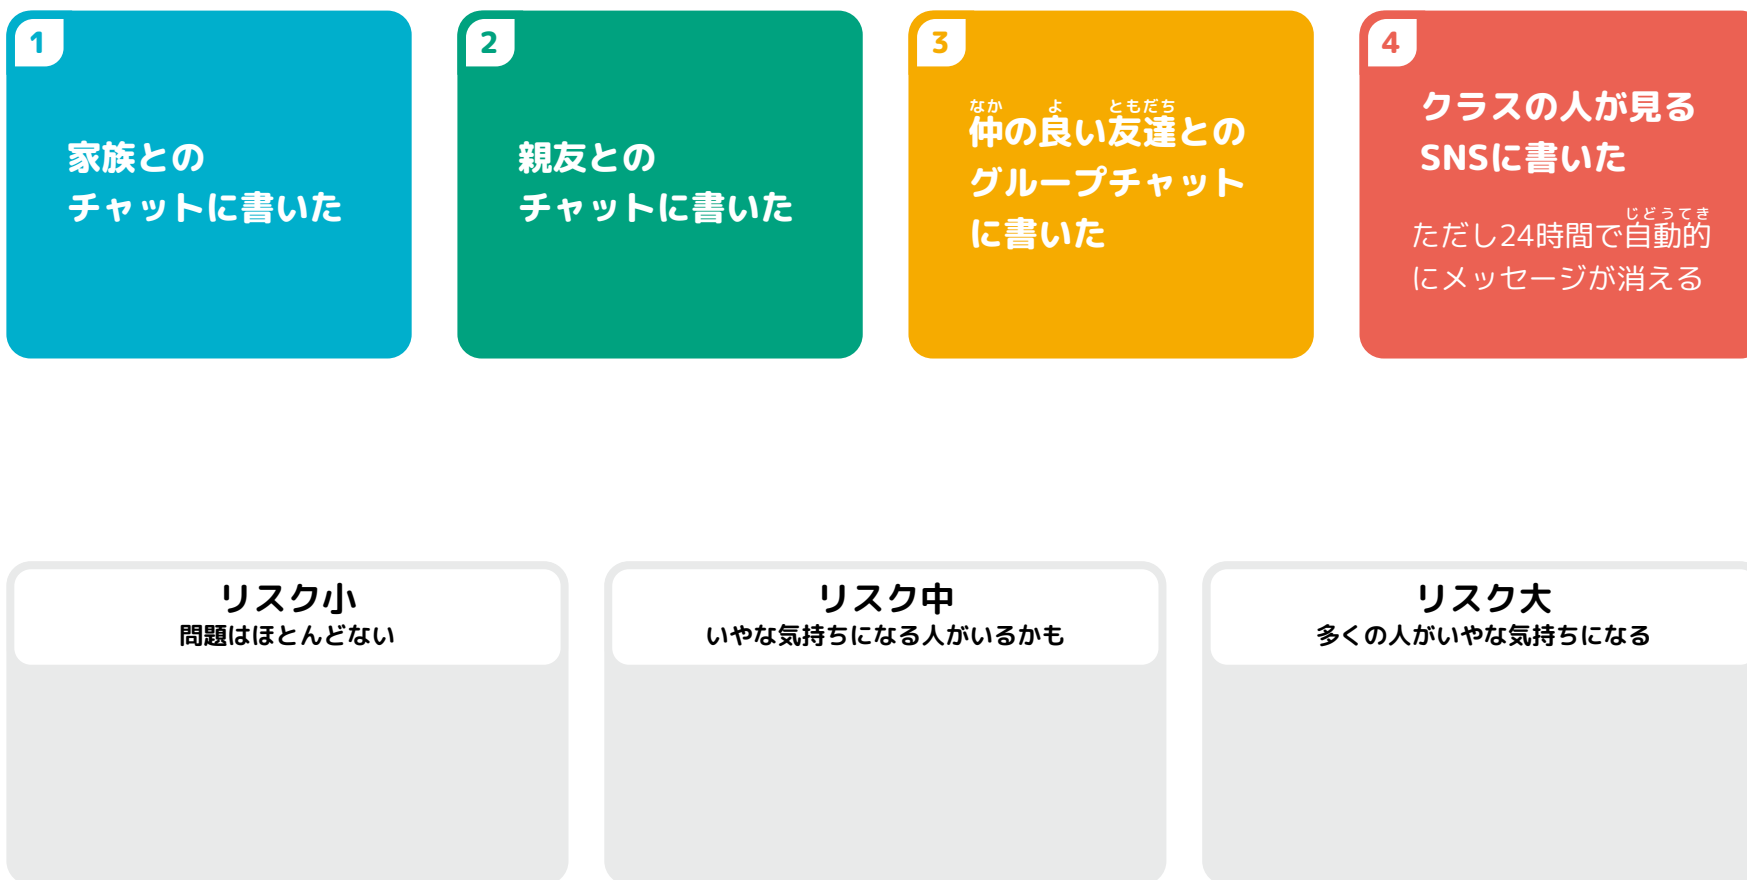 1
家族との
チャットに書いた
2
親友との
チャットに書いた
3
なか よ ともだち
仲の良い友達との
グループチャット
に書いた
4
クラスの人が見る
SNSに書いた
じどうてき
ただし24時間で自動的
にメッセージが消える
リスク小
問題はほとんどない
リスク中
いやな気持ちになる人がいるかも
リスク大
多くの人がいやな気持ちになる